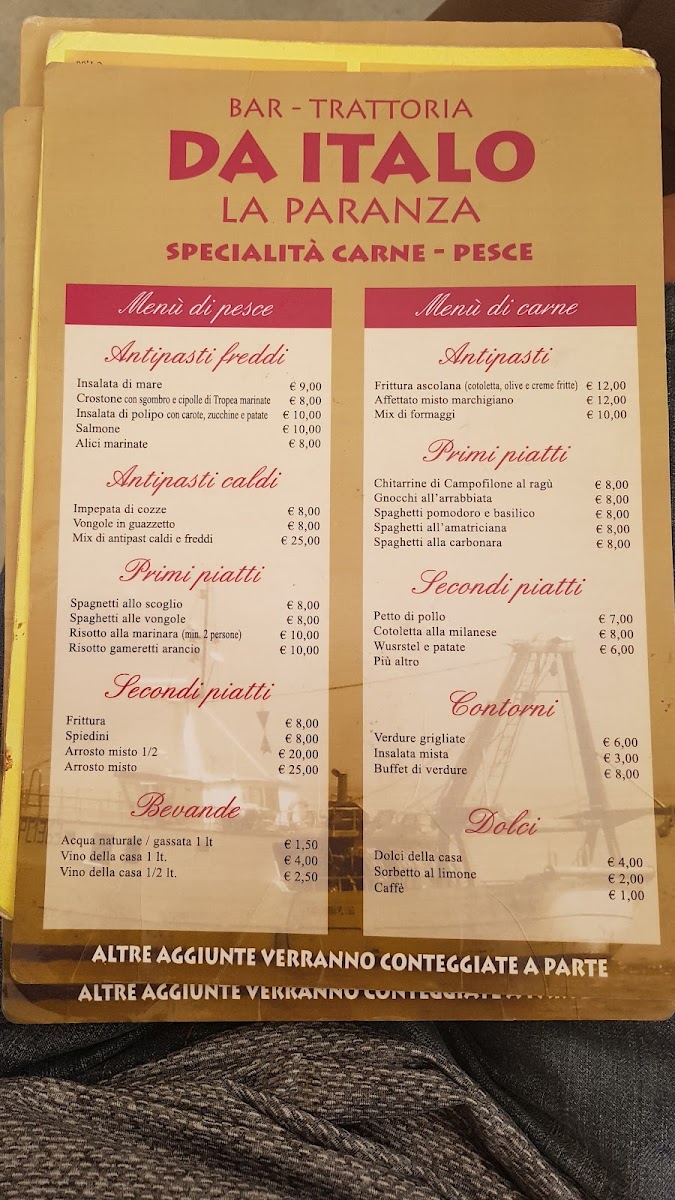 BAR - TRATTORIA
DA ITALO
LA PARANZA
SPECIALITÀ CARNE - PESCE
Menù di pesce
Antipasti freddi
Insalata di mare € 9,00
Crostone con sgombro e cipolle di Tropea marinate € 8,00
Insalata di polipo con carote, zucchine e patate € 10,00
Salmone € 10,00
Alici marinate € 8,00
Antipasti caldi
Impepata di cozze € 8,00
Vongole in guazzetto € 8,00
Mix di antipast caldi e freddi € 25,00
Primi piatti
Spagnetti allo scoglio € 8,00
Spaghetti alle vongole € 8,00
Risotto alla marinara (min. 2 persone) € 10,00
Risotto gameretti arancio € 10,00
Secondi piatti
Frittura € 8,00
Spiedini € 8,00
Arrosto misto 1/2 € 20,00
Arrosto misto € 25,00
Bevande
Acqua naturale / gassata 1 lt € 1,50
Vino della casa 1 lt. € 4,00
Vino della casa 1/2 lt. € 2,50
Menù di carne
Antipasti
Frittura ascolana (cotoletta, olive e creme fritte) € 12,00
Affettato misto marchigiano € 12,00
Mix di formaggi € 10,00
Primi piatti
Chitarrine di Campofilone al ragù € 8,00
Gnocchi all'arrabbiata € 8,00
Spaghetti pomodoro e basilico € 8,00
Spaghetti all'amatriciana € 8,00
Spaghetti alla carbonara € 8,00
Secondi piatti
Petto di pollo € 7,00
Cotoletta alla milanese € 8,00
Wusrstel e patate € 6,00
Più altro
Contorni
Verdure grigliate € 6,00
Insalata mista € 3,00
Buffet di verdure € 8,00
Dolci
Dolci della casa € 4,00
Sorbetto al limone € 2,00
Caffè € 1,00
ALTRE AGGIUNTE VERRANNO CONTEGGIATE A PARTE
ALTRE AGGIUNTE VERRANNO CONTEGGIATE